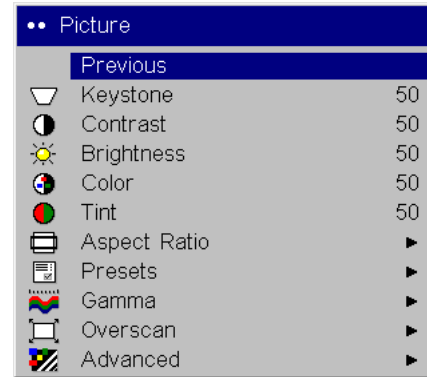 •• Picture
Previous
Keystone 50
Contrast 50
Brightness 50
Color 50
Tint 50
Aspect Ratio ►
Presets ►
Gamma ►
Overscan ►
Advanced ►